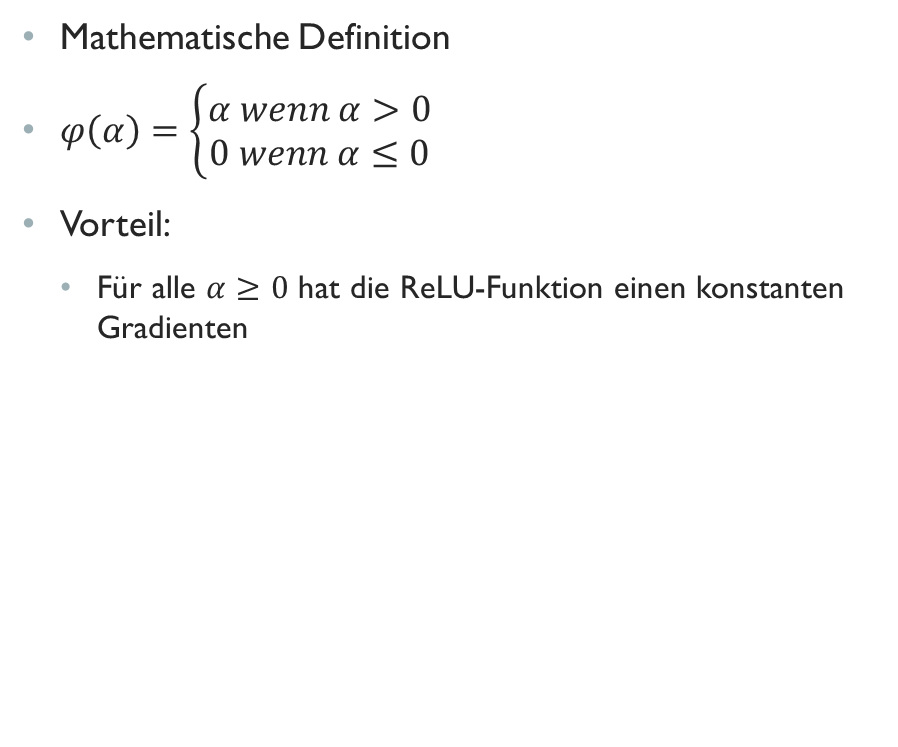 • Mathematische Definition
• φ(α) = {α wenn α > 0
0 wenn α ≤ 0
• Vorteil:
• Für alle α ≥ 0 hat die ReLU-Funktion einen konstanten
Gradienten